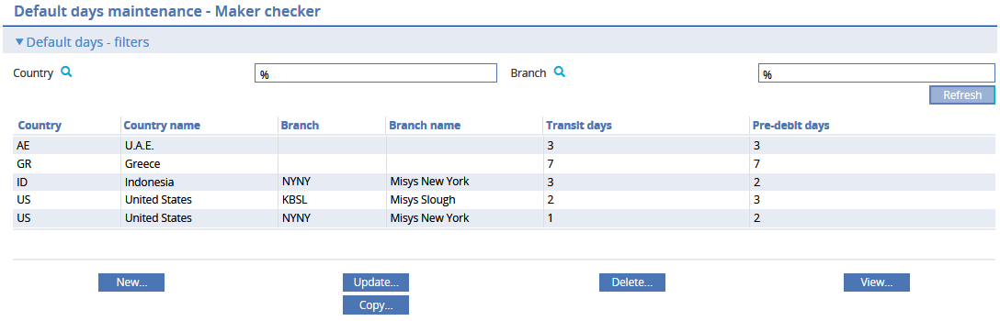 Default days maintenance - Maker checker
Default days - filters
Country % Branch %
Refresh
Country Country name Branch Branch name Transit days Pre-debit days
AE U.A.E. 3 3
GR Greece 7 7
ID Indonesia NYNY Misys New York 3 2
US United States KBSL Misys Slough 2 3
US United States NYNY Misys New York 1 2
New... Update... Delete... View...
Copy...